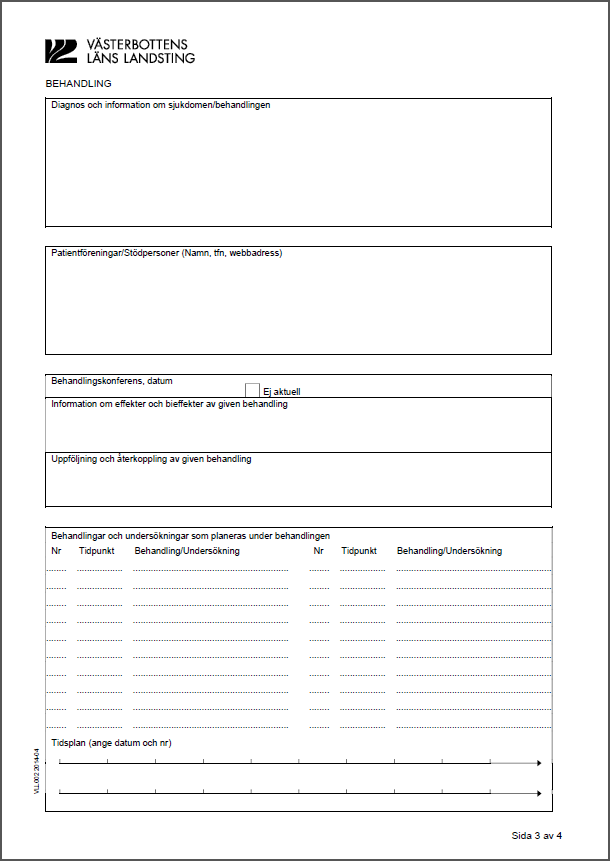 VÄSTERBOTTENS
LÄNS LANDSTING
BEHANDLING
Diagnos och information om sjukdomen/behandlingen
Patientföreningar/Stödpersoner (Namn, tfn, webbadress)
Behandlingskonferens, datum
Ej aktuell
Information om effekter och bieffekter av given behandling
Uppföljning och återkoppling av given behandling
Behandlingar och undersökningar som planeras under behandlingen
Nr Tidpunkt Behandling/Undersökning Nr Tidpunkt Behandling/Undersökning
Tidsplan (ange datum och nr)
VLL002 2014-04
Sida 3 av 4